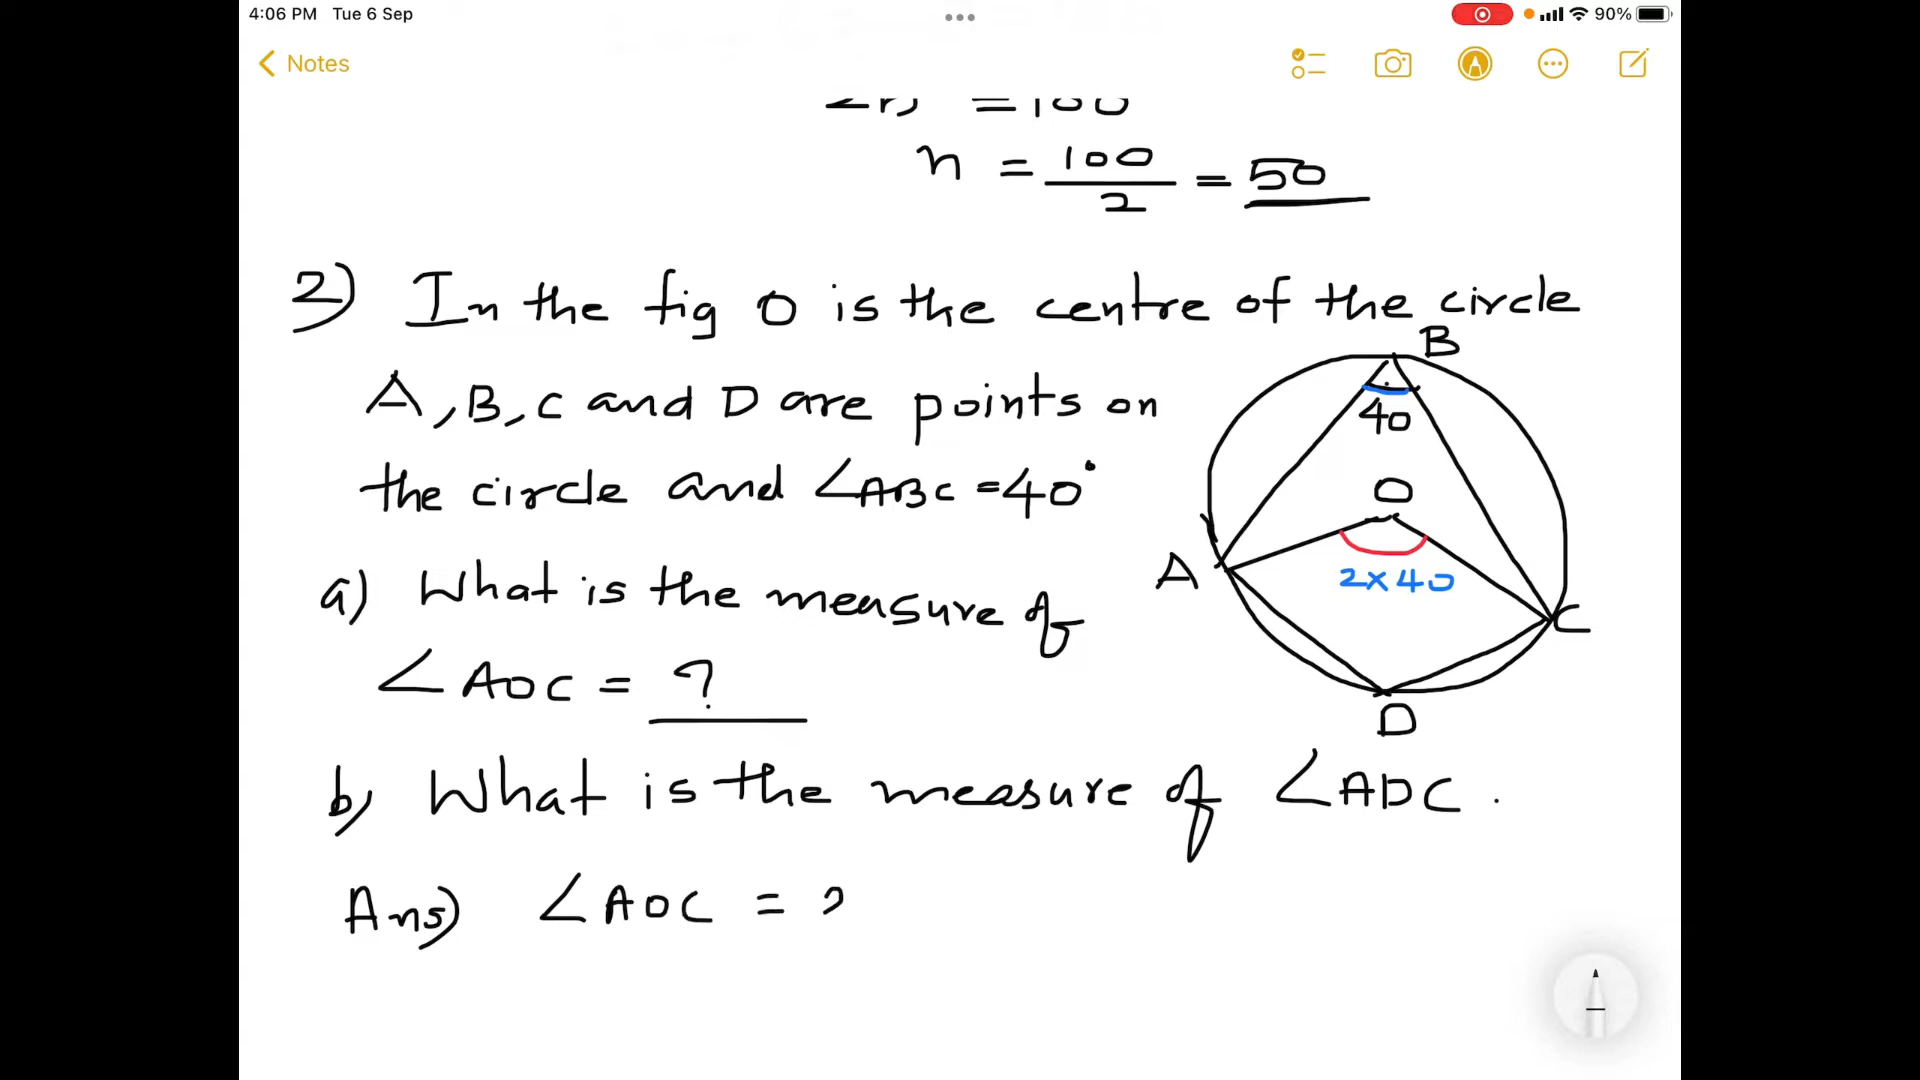 4:06 PM Tue 6 Sep
90%
Notes
n = 100/2 = 50
2) In the fig O is the centre of the circle
A, B, C and D are points on
the circle and ∠ABC = 40°
a) What is the measure of
∠AOC = ?
b) What is the measure of ∠ADC.
Ans) ∠AOC = 2
B
40
O
2×40
A
C
D